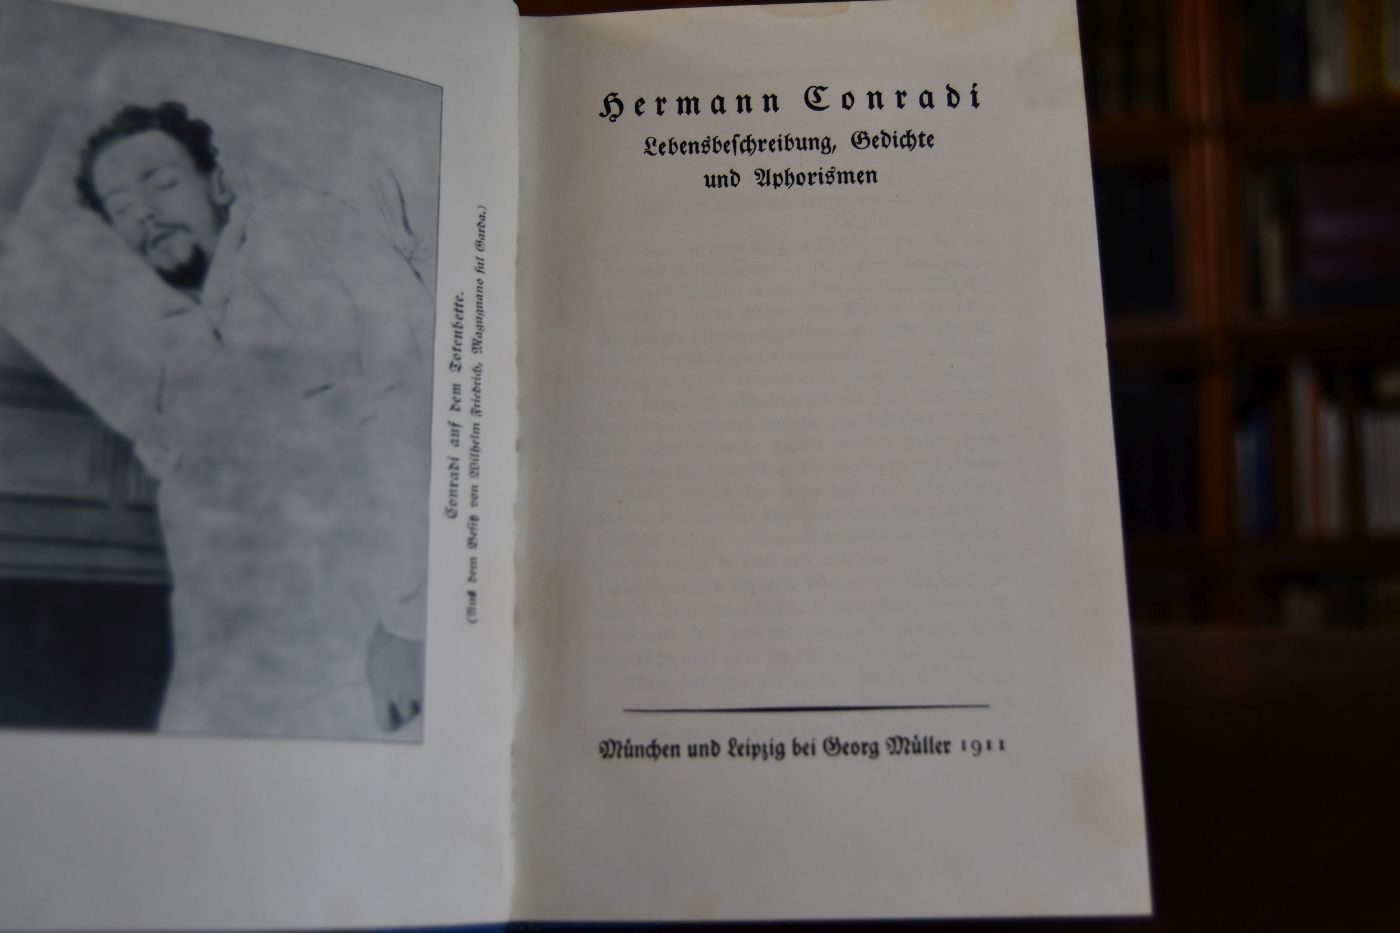 Conradi auf dem Totenbette.
(Aus dem Besitz von Wilhelm Friedrich, Magugnano sul Garda.)
Hermann Conradi
Lebensbeſchreibung, Gedichte
und Aphorismen
München und Leipzig bei Georg Müller 1911